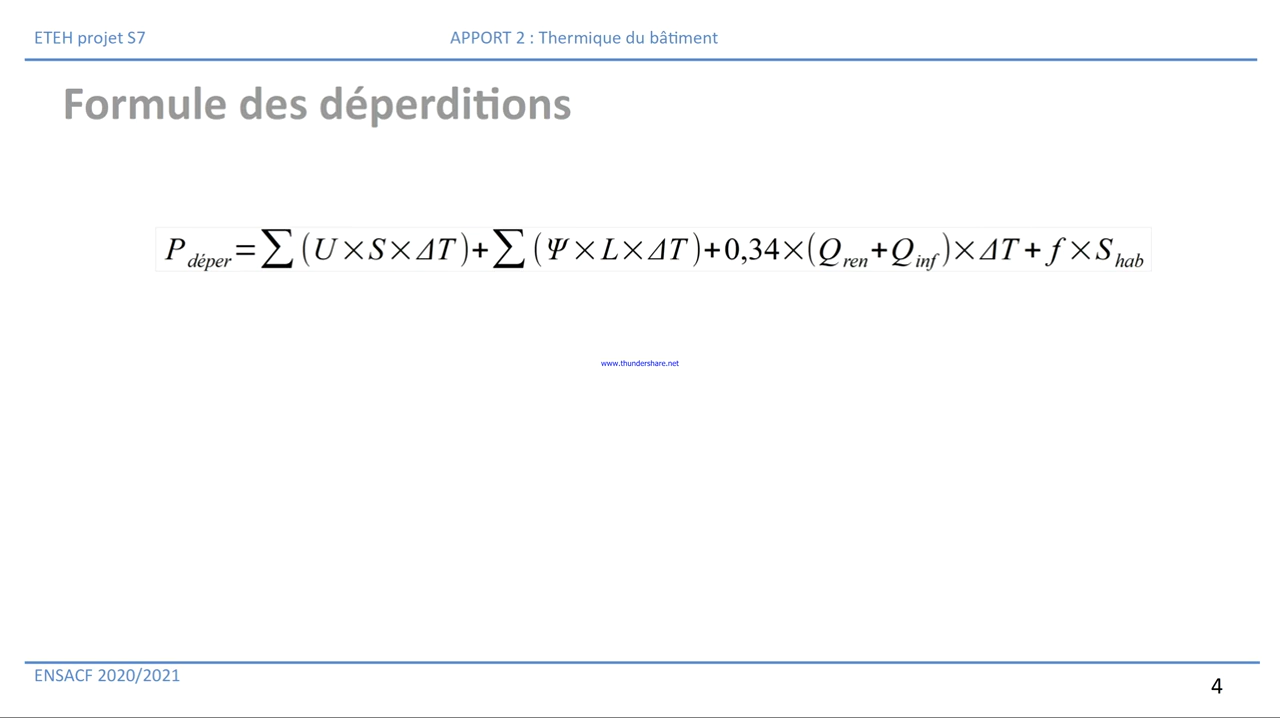 ETEH projet S7
APPORT 2 : Thermique du bâtiment
Formule des déperditions
P déper = ∑ (U × S × ΔT) + ∑ (Ψ × L × ΔT) + 0,34 × (Q ren + Q inf) × ΔT + f × S hab
www.thundershare.net
ENSACF 2020/2021
4